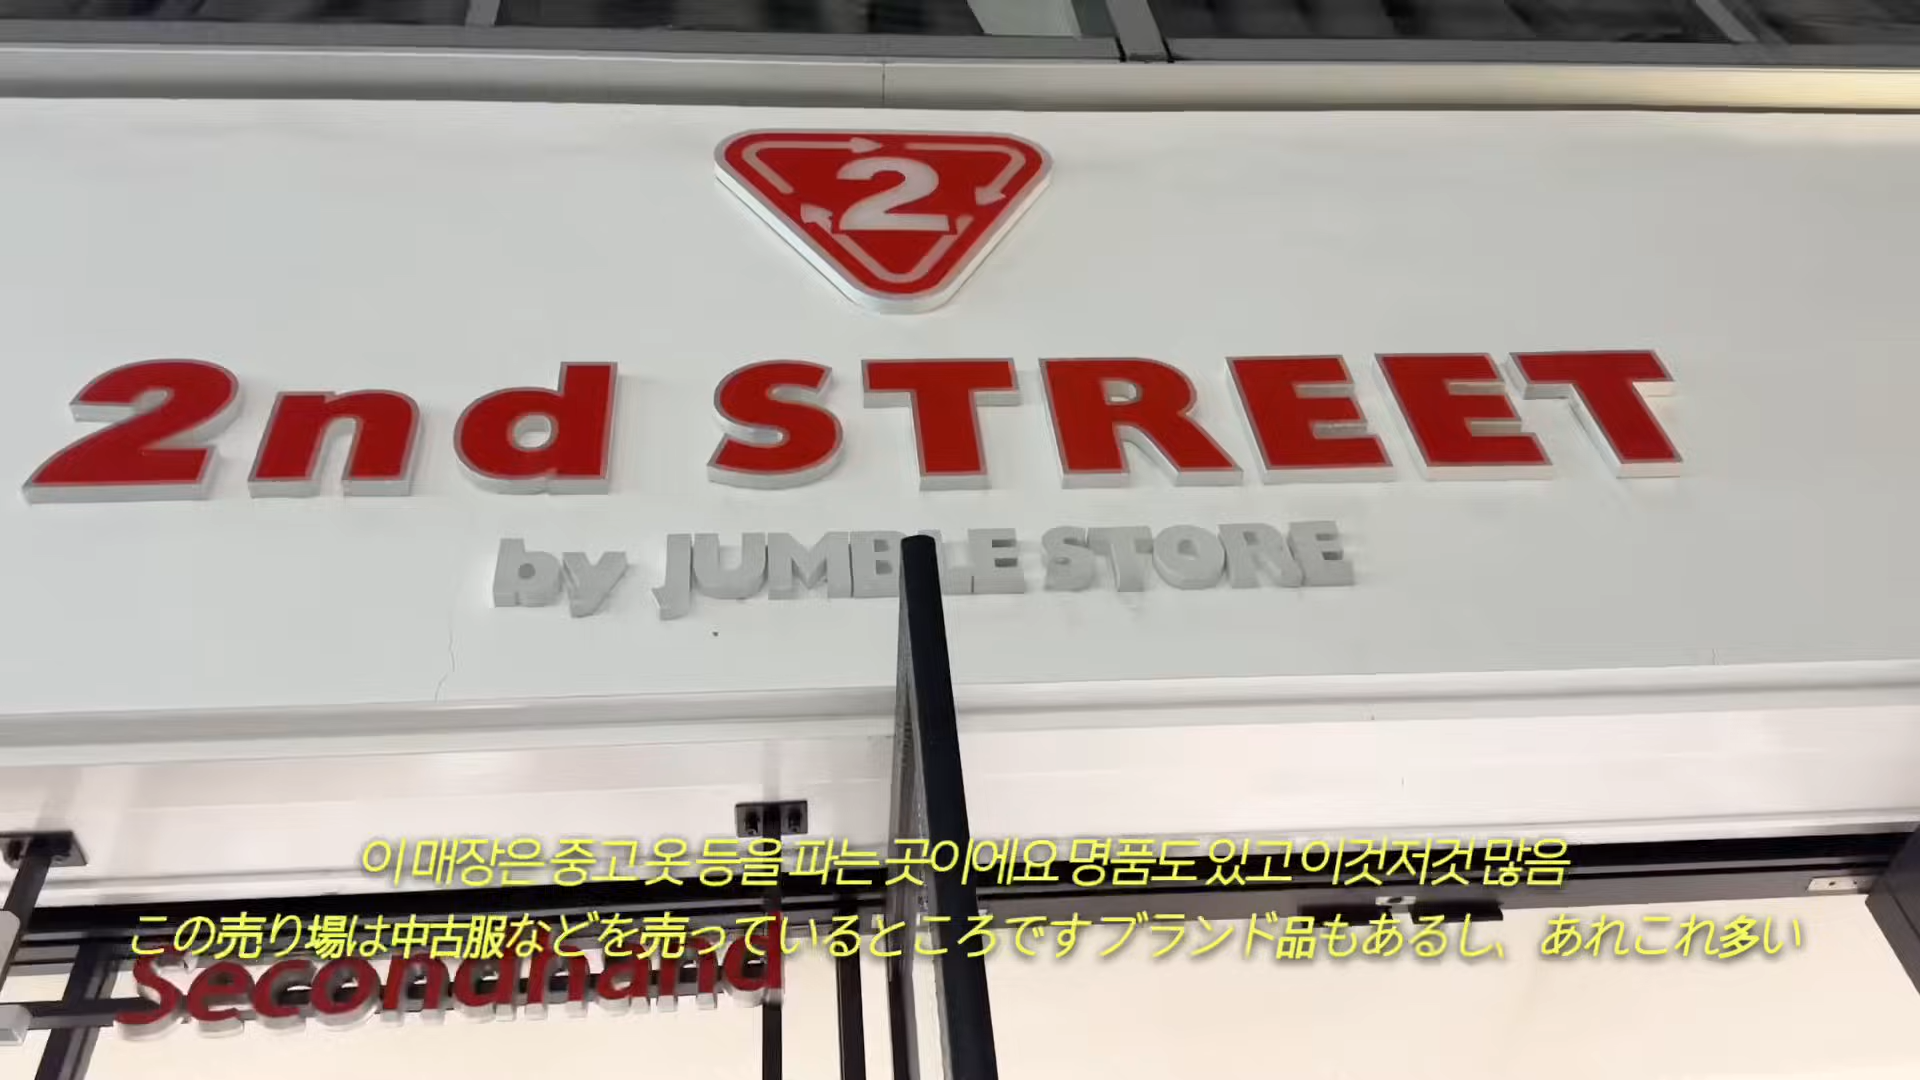 2
2nd STREET
by JUMBLE STORE
이 매장은 중고 옷 등을 파는 곳이에요 명품도 있고 이것저것 많음
この売り場は中古服などを売っているところですブランド品もあるし、あれこれ多い
Secondhand